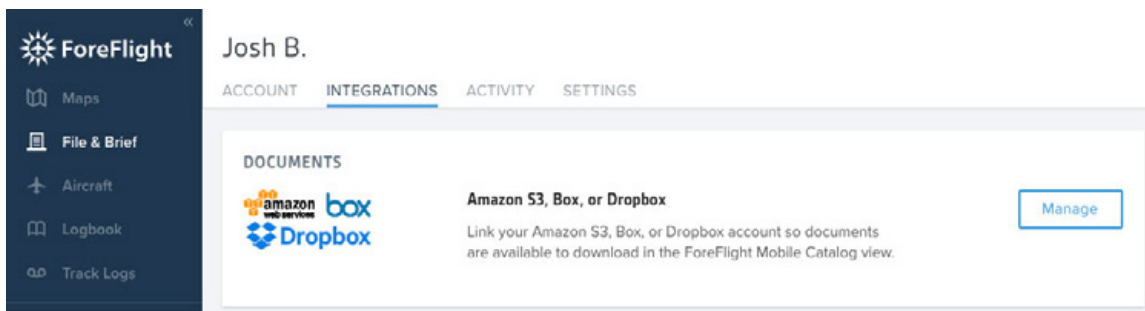 «
ForeFlight
Maps
File & Brief
Aircraft
Logbook
Track Logs
Josh B.
ACCOUNT INTEGRATIONS ACTIVITY SETTINGS
DOCUMENTS
amazon
web services
box
Dropbox
Amazon S3, Box, or Dropbox
Link your Amazon S3, Box, or Dropbox account so documents
are available to download in the ForeFlight Mobile Catalog view.
Manage